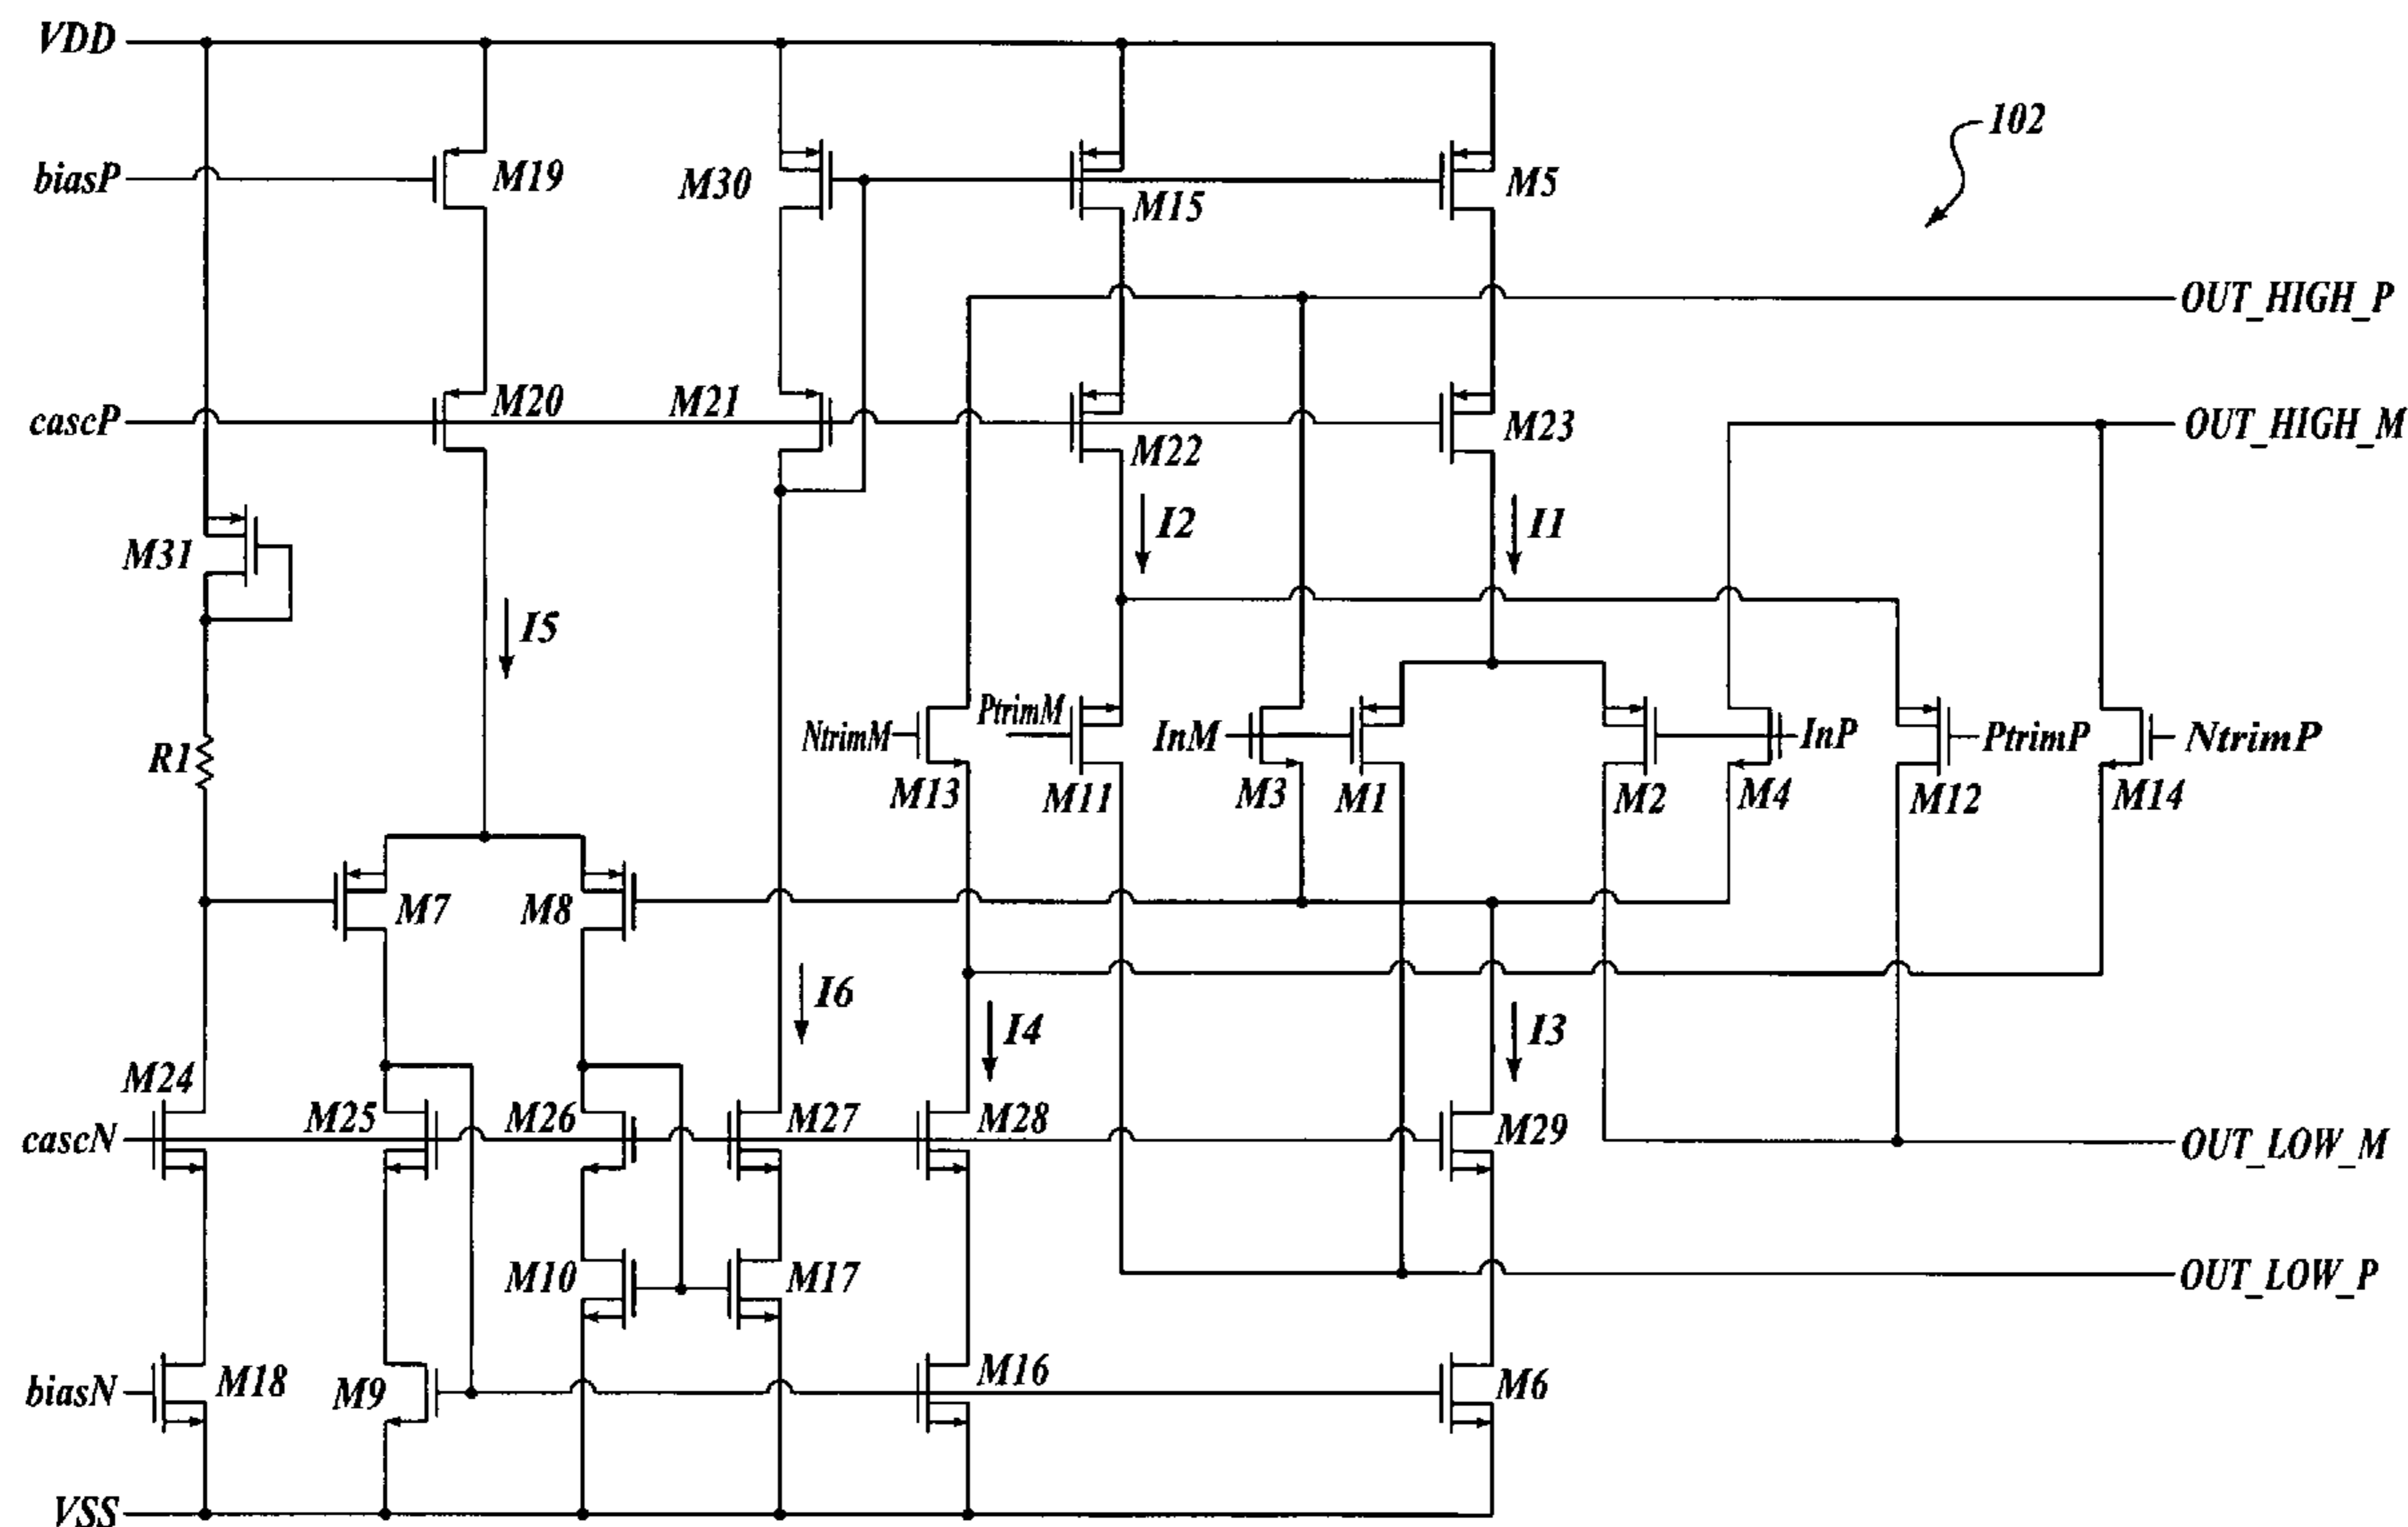 VDD
102
biasP
M19
M30
M15
M5
OUT_HIGH_P
cascP
M20
M21
M22
M23
OUT_HIGH_M
I2
I1
M31
I5
R1
NtrimM
PtrimM
InM
InP
PtrimP
NtrimP
M13
M11
M3
M1
M2
M4
M12
M14
M7
M8
I6
I4
I3
M24
cascN
M25
M26
M27
M28
M29
OUT_LOW_M
M10
M17
OUT_LOW_P
biasN
M18
M9
M16
M6
VSS